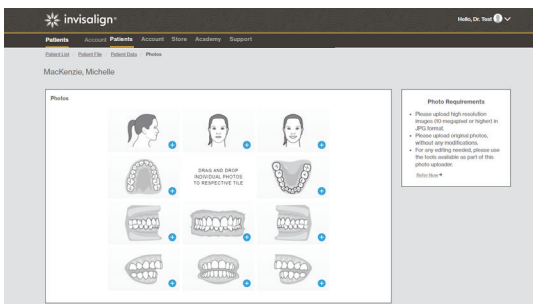 invisalign®
Hello, Dr. Test
Patients Account Patients Account Store Academy Support
Patient List Patient File Patient Data Photos
MacKenzie, Michelle
Photos
DRAG AND DROP
INDIVIDUAL PHOTOS
TO RESPECTIVE TILE
Photo Requirements
• Please upload high resolution
images (10 megapixel or higher) in
JPG format.
• Please upload original photos,
without any modifications.
• For any editing needed, please use
the tools available as part of this
photo uploader.